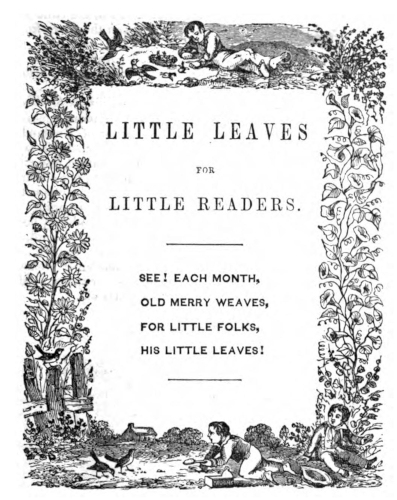 LITTLE LEAVES
FOR
LITTLE READERS.
SEE! EACH MONTH,
OLD MERRY WEAVES,
FOR LITTLE FOLKS,
HIS LITTLE LEAVES!